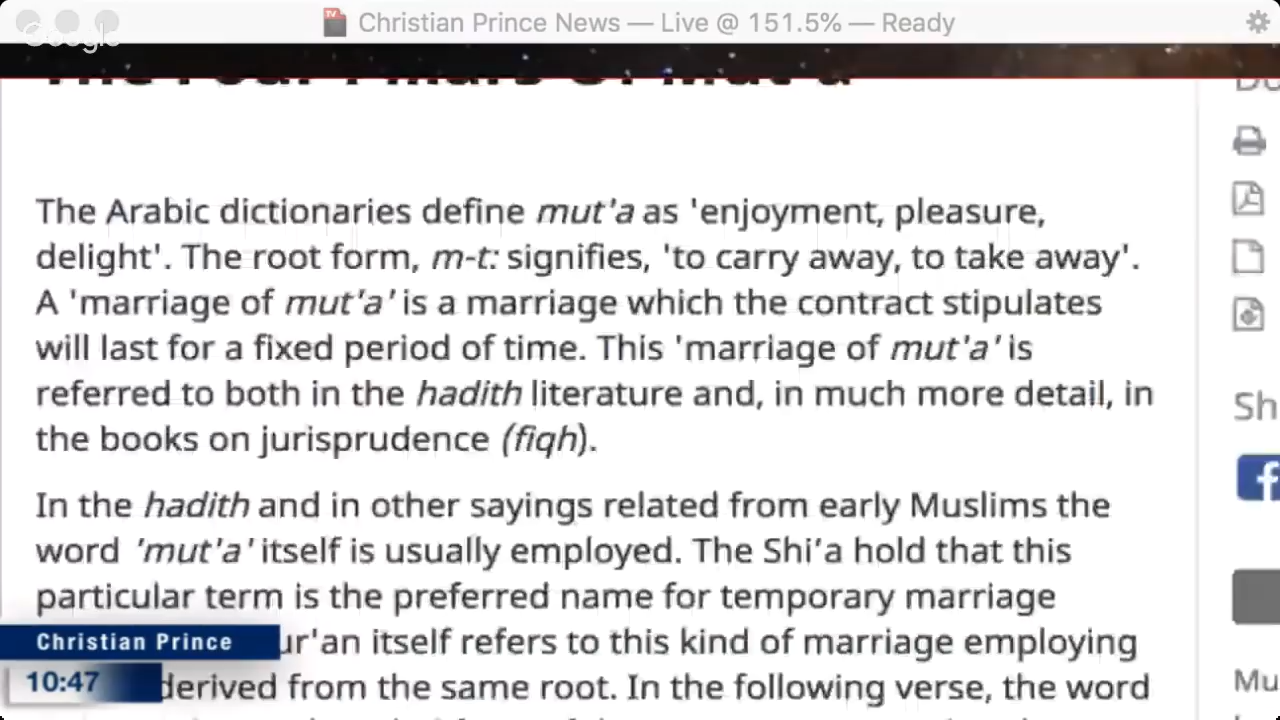 Christian Prince News — Live @ 151.5% — Ready
Google
The Four Pillars Of Mut'a
The Arabic dictionaries define mut'a as 'enjoyment, pleasure,
delight'. The root form, m-t: signifies, 'to carry away, to take away'.
A 'marriage of mut'a' is a marriage which the contract stipulates
will last for a fixed period of time. This 'marriage of mut'a' is
referred to both in the hadith literature and, in much more detail, in
the books on jurisprudence (fiqh).
In the hadith and in other sayings related from early Muslims the
word 'mut'a' itself is usually employed. The Shi’a hold that this
particular term is the preferred name for temporary marriage
ur'an itself refers to this kind of marriage employing
derived from the same root. In the following verse, the word
Christian Prince
10:47
Sh
f
Mu